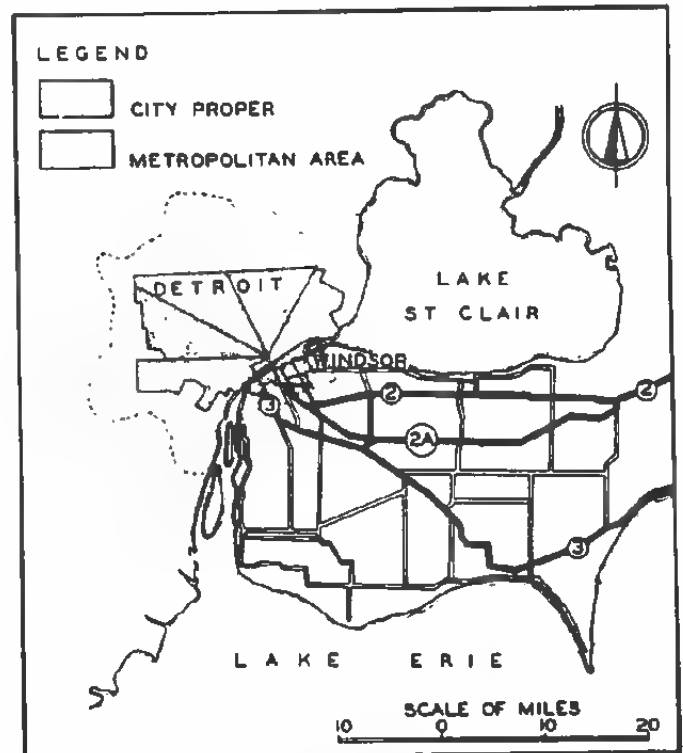 LEGEND
CITY PROPER
METROPOLITAN AREA
DETROIT
LAKE
ST CLAIR
WINDSOR
2
2
3
2A
3
LAKE ERIE
SCALE OF MILES
10 0 10 20